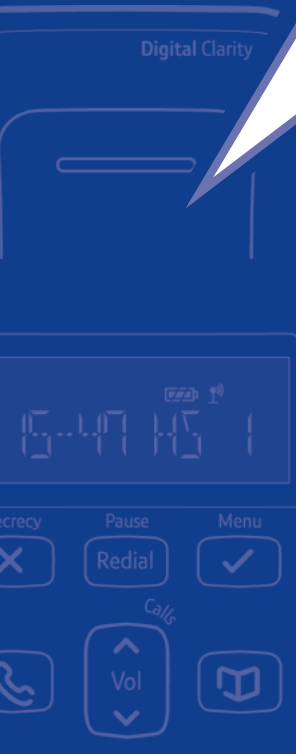 Digital Clarity
15-47 HS 1
ecrecy Pause Menu
Redial
Calls
Vol